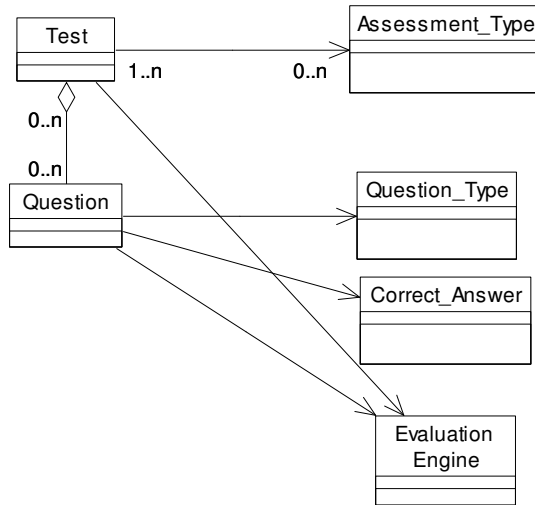 Test
Assessment_Type
1..n
0..n
0..n
0..n
Question
Question_Type
Correct_Answer
Evaluation
Engine